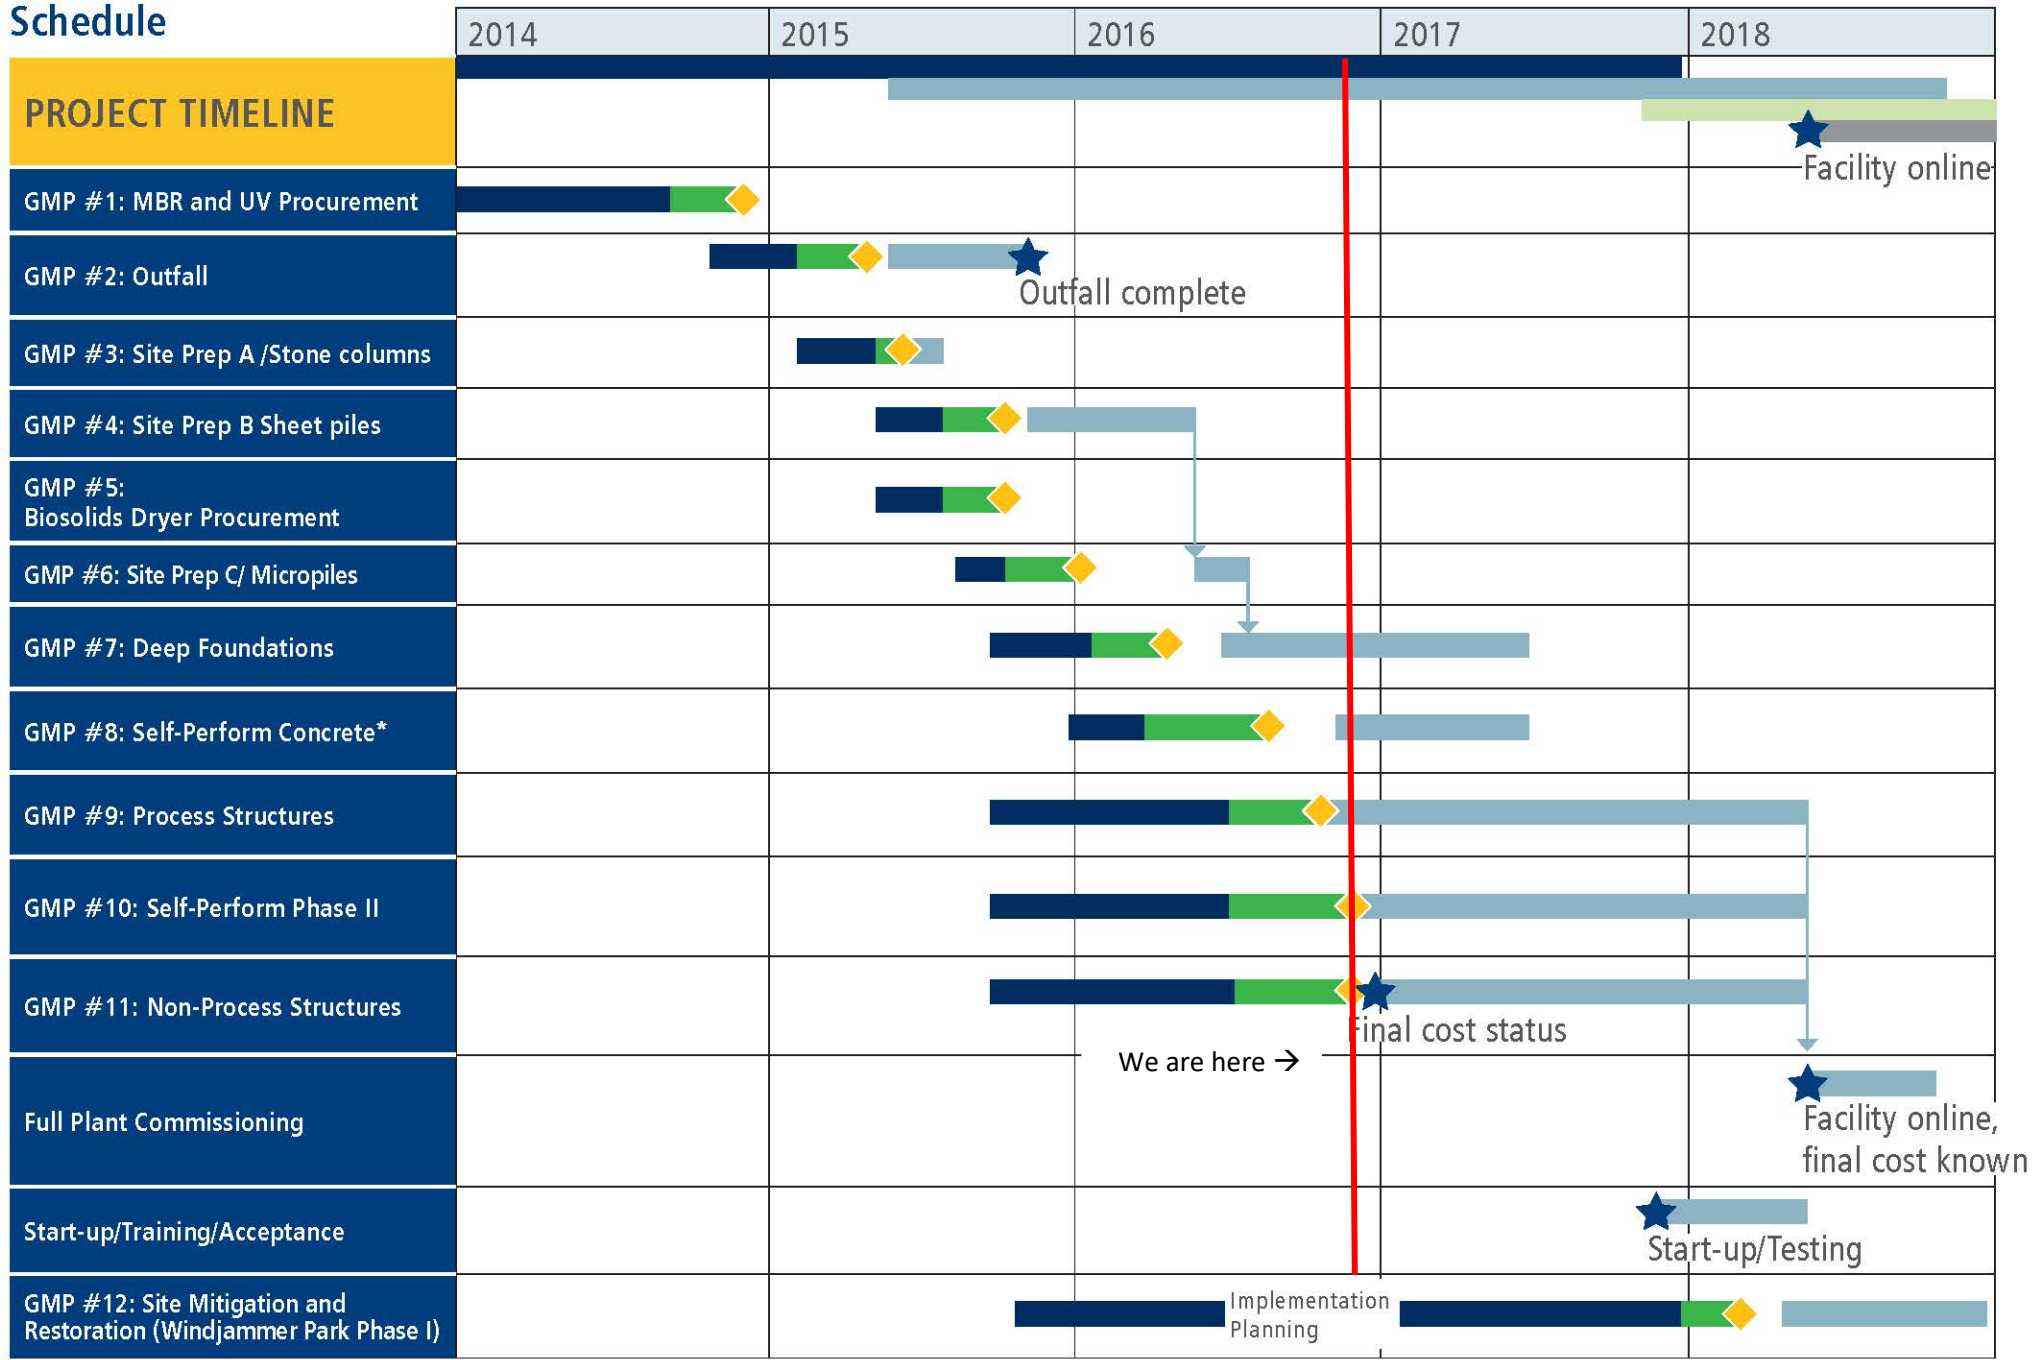 Schedule
2014
2015
2016
2017
2018
PROJECT TIMELINE
Facility online
GMP #1: MBR and UV Procurement
GMP #2: Outfall
Outfall complete
GMP #3: Site Prep A /Stone columns
GMP #4: Site Prep B Sheet piles
GMP #5:
Biosolids Dryer Procurement
GMP #6: Site Prep C/ Micropiles
GMP #7: Deep Foundations
GMP #8: Self-Perform Concrete*
GMP #9: Process Structures
GMP #10: Self-Perform Phase II
GMP #11: Non-Process Structures
Final cost status
We are here →
Full Plant Commissioning
Facility online,
final cost known
Start-up/Training/Acceptance
Start-up/Testing
GMP #12: Site Mitigation and
Restoration (Windjammer Park Phase I)
Implementation
Planning